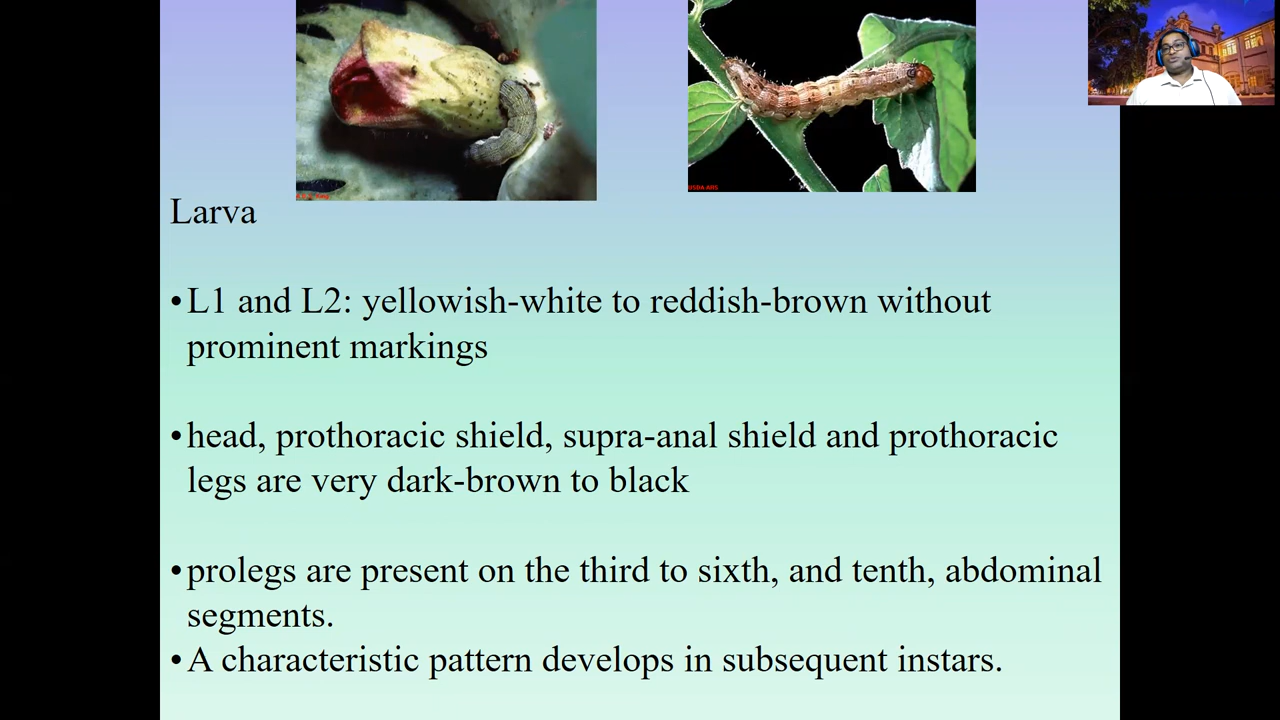 USDA ARS
Larva
•L1 and L2: yellowish-white to reddish-brown without
prominent markings
•head, prothoracic shield, supra-anal shield and prothoracic
legs are very dark-brown to black
•prolegs are present on the third to sixth, and tenth, abdominal
segments.
•A characteristic pattern develops in subsequent instars.